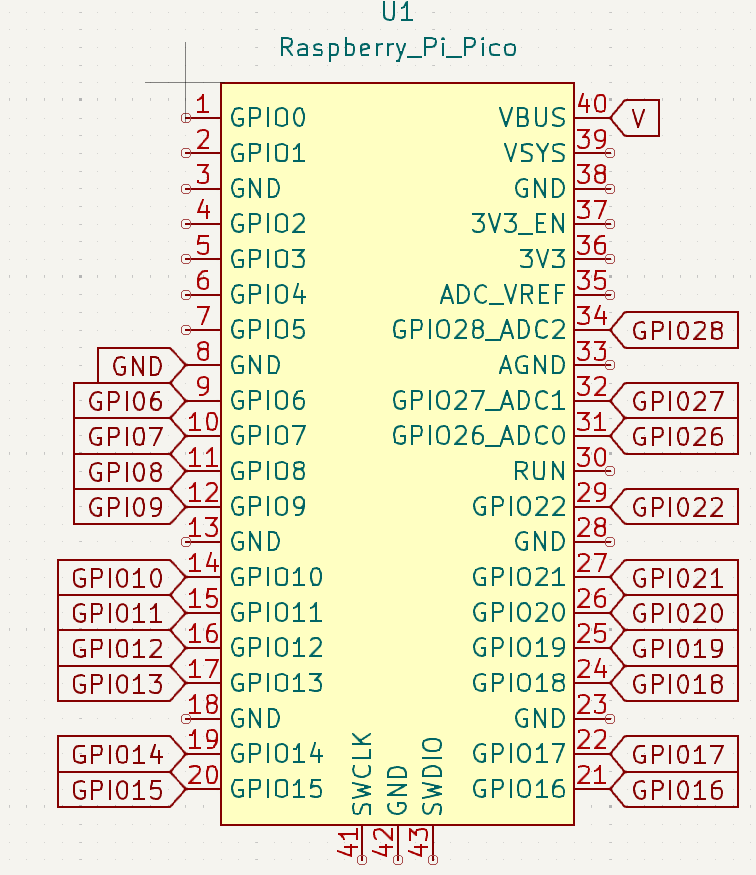 U1
Raspberry_Pi_Pico
1 GPIO0 VBUS 40 V
2 GPIO1 VSYS 39
3 GND GND 38
4 GPIO2 3V3_EN 37
5 GPIO3 3V3 36
6 GPIO4 ADC_VREF 35
7 GPIO5 GPIO28_ADC2 34 GPIO28
GND 8 GND AGND 33
GPIO6 9 GPIO6 GPIO27_ADC1 32 GPIO27
GPIO7 10 GPIO7 GPIO26_ADC0 31 GPIO26
GPIO8 11 GPIO8 RUN 30
GPIO9 12 GPIO9 GPIO22 29 GPIO22
13 GND GND 28
GPIO10 14 GPIO10 GPIO21 27 GPIO21
GPIO11 15 GPIO11 GPIO20 26 GPIO20
GPIO12 16 GPIO12 GPIO19 25 GPIO19
GPIO13 17 GPIO13 GPIO18 24 GPIO18
18 GND GND 23
GPIO14 19 GPIO14 GPIO17 22 GPIO17
GPIO15 20 GPIO15 GPIO16 21 GPIO16
SWCLK GND SWDIO
41 42 43